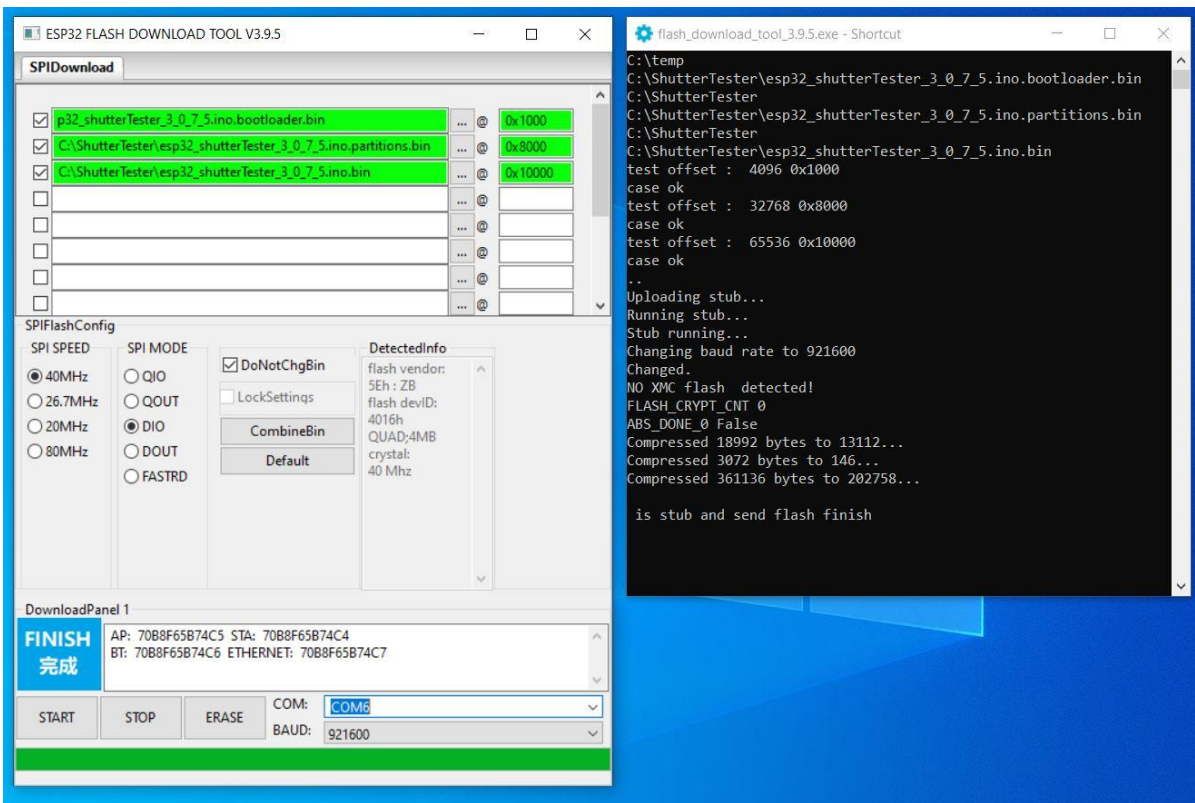 ESP32 FLASH DOWNLOAD TOOL V3.9.5
SPIDownload
p32_shutterTester_3_0_7_5.ino.bootloader.bin ... @ 0x1000
C:\ShutterTester\esp32_shutterTester_3_0_7_5.ino.partitions.bin ... @ 0x8000
C:\ShutterTester\esp32_shutterTester_3_0_7_5.ino.bin ... @ 0x10000
... @
... @
... @
... @
... @
SPIFlashConfig
SPI SPEED
40MHz
26.7MHz
20MHz
80MHz
SPI MODE
QIO
QOUT
DIO
DOUT
FASTRD
DoNotChgBin
LockSettings
CombineBin
Default
DetectedInfo
flash vendor:
5Eh : ZB
flash devID:
4016h
QUAD;4MB
crystal:
40 Mhz
DownloadPanel 1
FINISH
完成
AP: 70B8F65B74C5 STA: 70B8F65B74C4
BT: 70B8F65B74C6 ETHERNET: 70B8F65B74C7
START
STOP
ERASE
COM: COM6
BAUD: 921600
flash_download_tool_3.9.5.exe - Shortcut
C:\temp
C:\ShutterTester\esp32_shutterTester_3_0_7_5.ino.bootloader.bin
C:\ShutterTester
C:\ShutterTester\esp32_shutterTester_3_0_7_5.ino.partitions.bin
C:\ShutterTester
C:\ShutterTester\esp32_shutterTester_3_0_7_5.ino.bin
test offset :  4096 0x1000
case ok
test offset :  32768 0x8000
case ok
test offset :  65536 0x10000
case ok
..
Uploading stub...
Running stub...
Stub running...
Changing baud rate to 921600
Changed.
NO XMC flash  detected!
FLASH_CRYPT_CNT 0
ABS_DONE_0 False
Compressed 18992 bytes to 13112...
Compressed 3072 bytes to 146...
Compressed 361136 bytes to 202758...
is stub and send flash finish